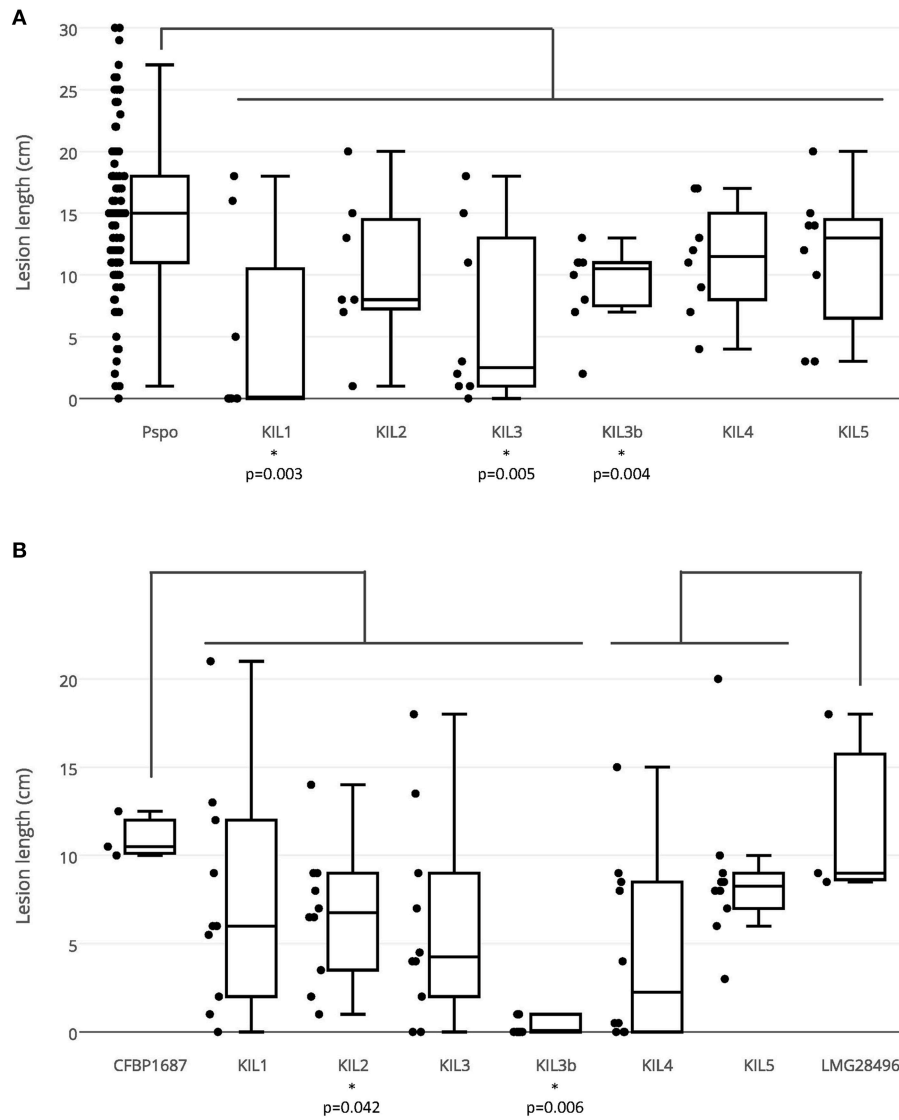 A
Lesion length (cm)
30
25
20
15
10
5
0
Pspo KIL1 KIL2 KIL3 KIL3b KIL4 KIL5
* * *
p=0.003 p=0.005 p=0.004
B
Lesion length (cm)
20
15
10
5
0
CFBP1687 KIL1 KIL2 KIL3 KIL3b KIL4 KIL5 LMG28496
* *
p=0.042 p=0.006